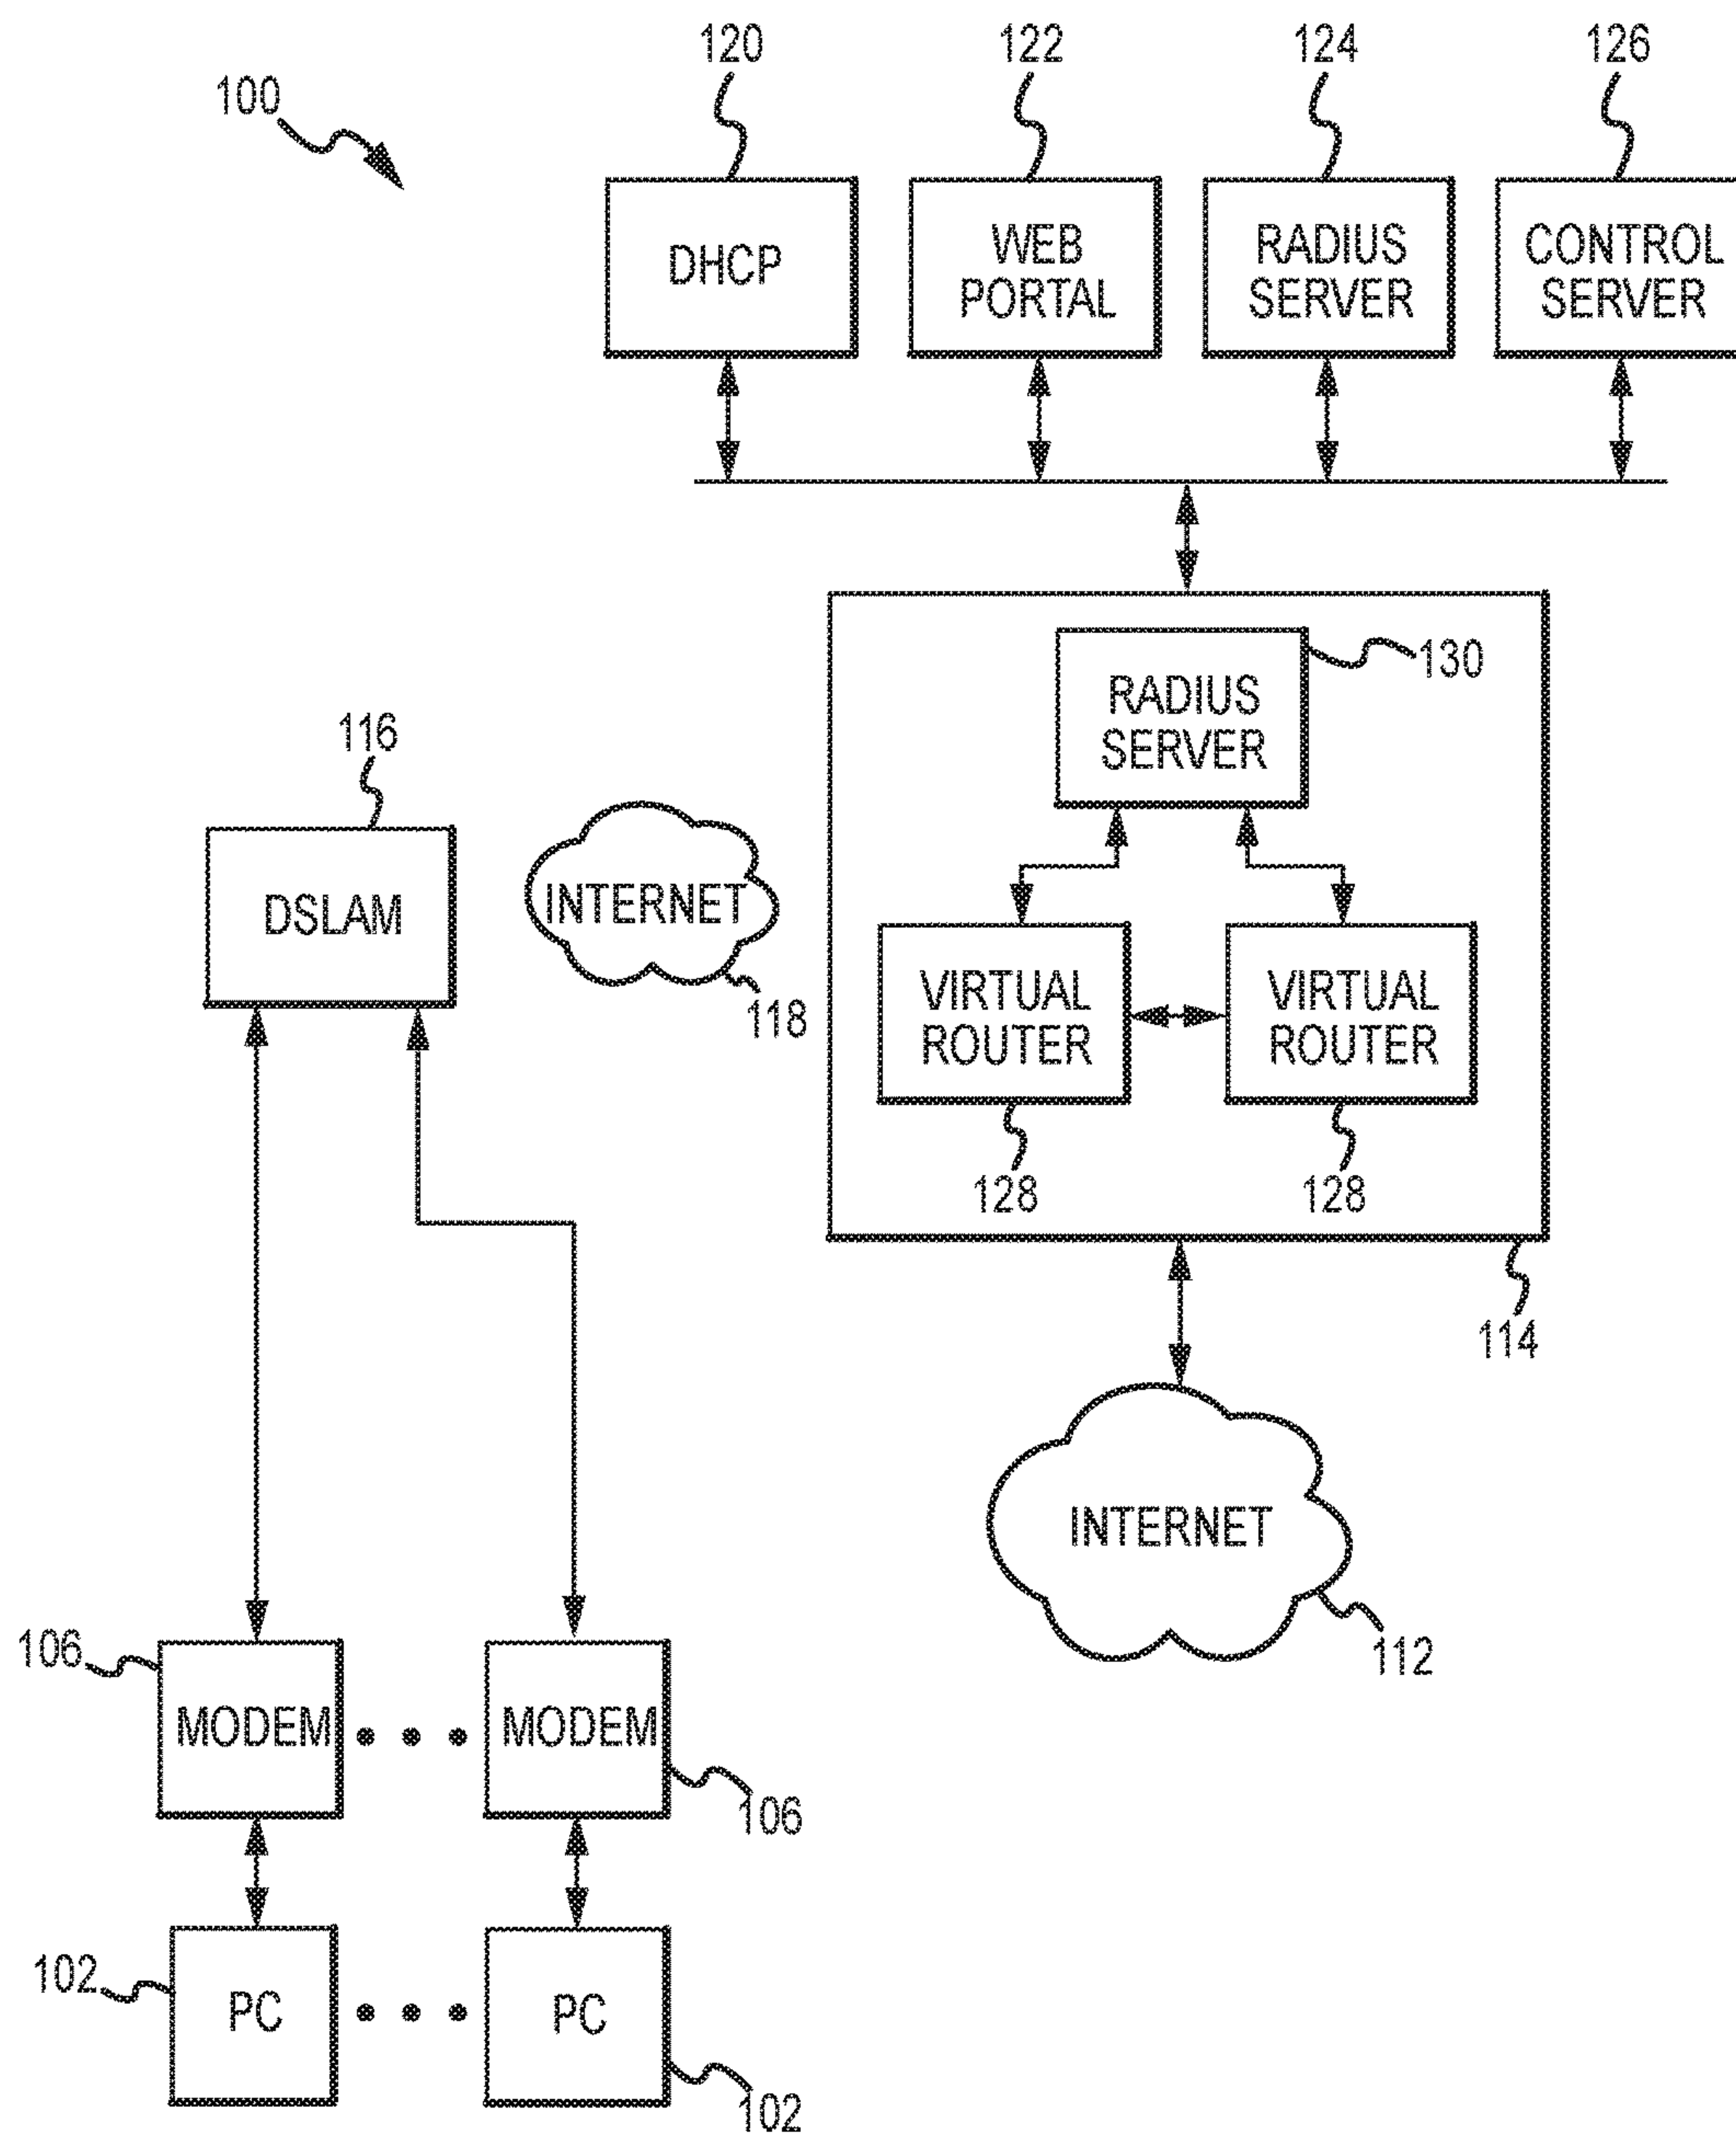 100
120
122
124
126
DHCP
WEB
PORTAL
RADIUS
SERVER
CONTROL
SERVER
130
RADIUS
SERVER
116
DSLAM
INTERNET
118
VIRTUAL
ROUTER
VIRTUAL
ROUTER
128
128
114
INTERNET
112
106
MODEM
MODEM
106
102
PC
PC
102